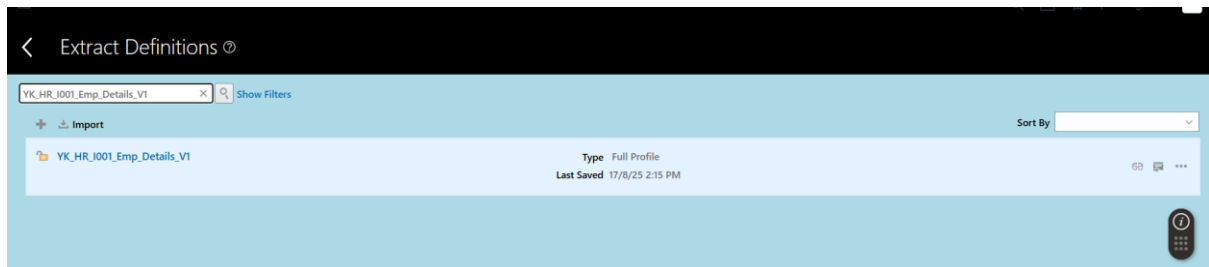 Extract Definitions
YK_HR_I001_Emp_Details_V1
Show Filters
Import
Sort By
YK_HR_I001_Emp_Details_V1
Type Full Profile
Last Saved 17/8/25 2:15 PM